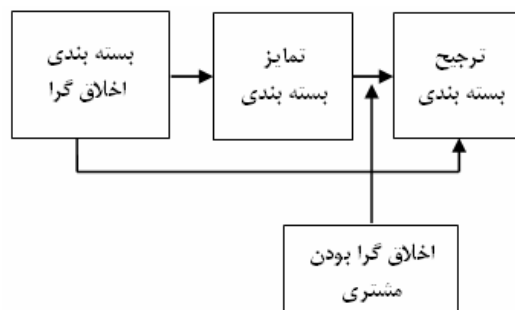 بسته بندی
اخلاق گرا
تمایز
بسته بندی
ترجیح
بسته بندی
اخلاق گرا بودن
مشتری